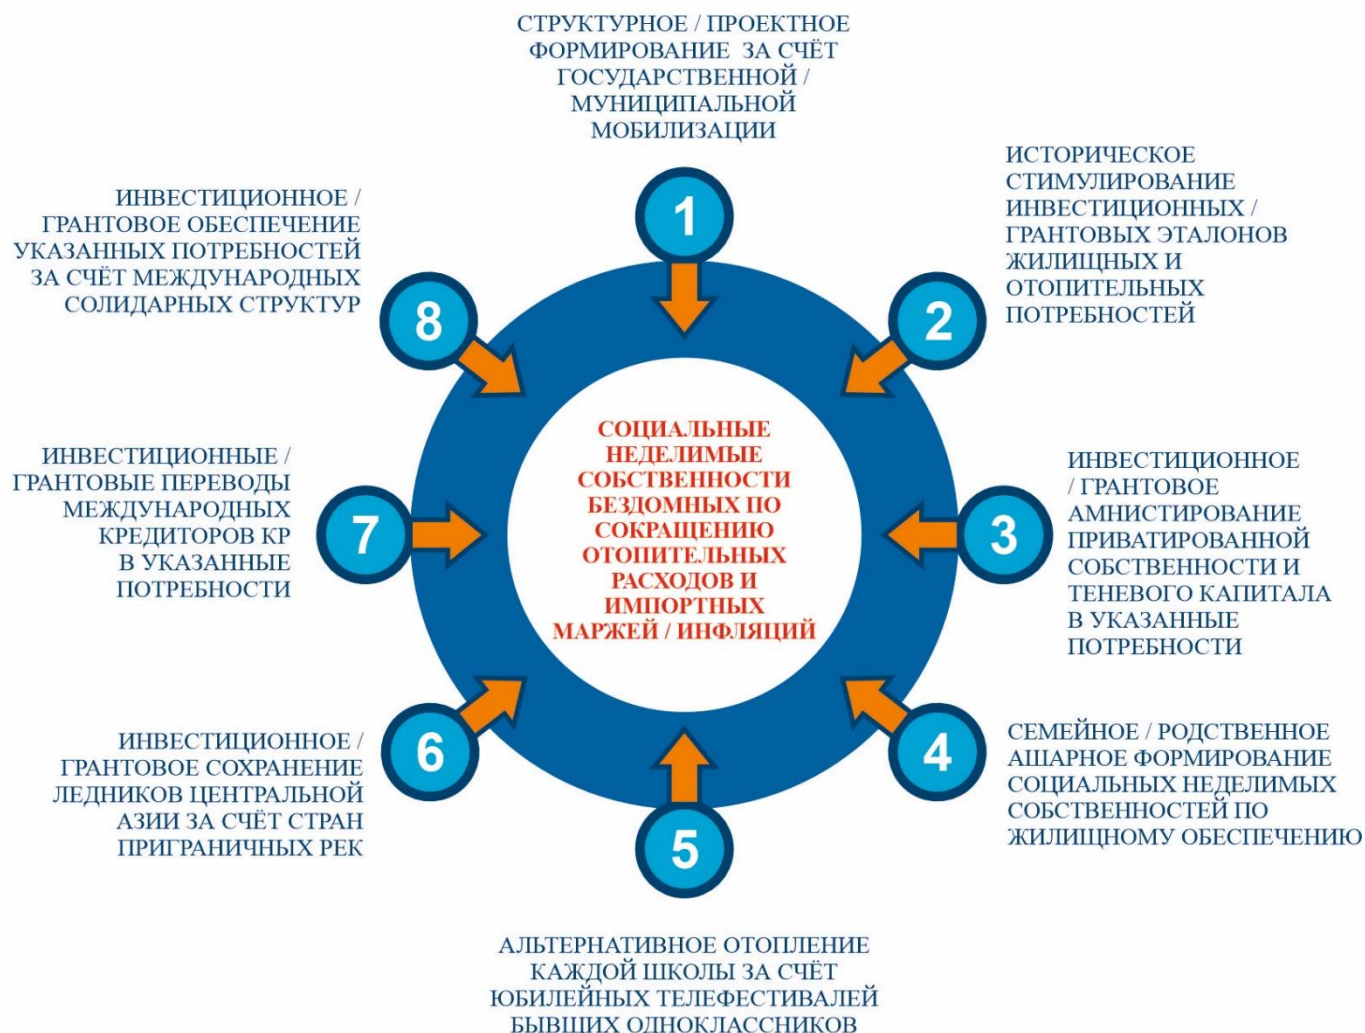 СТРУКТУРНОЕ / ПРОЕКТНОЕ
ФОРМИРОВАНИЕ ЗА СЧЁТ
ГОСУДАРСТВЕННОЙ /
МУНИЦИПАЛЬНОЙ
МОБИЛИЗАЦИИ
1
ИСТОРИЧЕСКОЕ
СТИМУЛИРОВАНИЕ
ИНВЕСТИЦИОННЫХ /
ГРАНТОВЫХ ЭТАЛОНОВ
ЖИЛИЩНЫХ И
ОТОПИТЕЛЬНЫХ
ПОТРЕБНОСТЕЙ
2
ИНВЕСТИЦИОННОЕ
/ ГРАНТОВОЕ
АМНИСТИРОВАНИЕ
ПРИВАТИРОВАННОЙ
СОБСТВЕННОСТИ И
ТЕНЕВОГО КАПИТАЛА
В УКАЗАННЫЕ
ПОТРЕБНОСТИ
3
СЕМЕЙНОЕ / РОДСТВЕННОЕ
АШАРНОЕ ФОРМИРОВАНИЕ
СОЦИАЛЬНЫХ НЕДЕЛИМЫХ
СОБСТВЕННОСТЕЙ ПО
ЖИЛИЩНОМУ ОБЕСПЕЧЕНИЮ
4
5
АЛЬТЕРНАТИВНОЕ ОТОПЛЕНИЕ
КАЖДОЙ ШКОЛЫ ЗА СЧЁТ
ЮБИЛЕЙНЫХ ТЕЛЕФЕСТИВАЛЕЙ
БЫВШИХ ОДНОКЛАССНИКОВ
ИНВЕСТИЦИОННОЕ /
ГРАНТОВОЕ СОХРАНЕНИЕ
ЛЕДНИКОВ ЦЕНТРАЛЬНОЙ
АЗИИ ЗА СЧЁТ СТРАН
ПРИГРАНИЧНЫХ РЕК
6
ИНВЕСТИЦИОННЫЕ /
ГРАНТОВЫЕ ПЕРЕВОДЫ
МЕЖДУНАРОДНЫХ
КРЕДИТОРОВ КР
В УКАЗАННЫЕ
ПОТРЕБНОСТИ
7
ИНВЕСТИЦИОННОЕ /
ГРАНТОВОЕ ОБЕСПЕЧЕНИЕ
УКАЗАННЫХ ПОТРЕБНОСТЕЙ
ЗА СЧЁТ МЕЖДУНАРОДНЫХ
СОЛИДАРНЫХ СТРУКТУР
8
СОЦИАЛЬНЫЕ
НЕДЕЛИМЫЕ
СОБСТВЕННОСТИ
БЕЗДОМНЫХ ПО
СОКРАЩЕНИЮ
ОТОПИТЕЛЬНЫХ
РАСХОДОВ И
ИМПОРТНЫХ
МАРЖЕЙ / ИНФЛЯЦИЙ